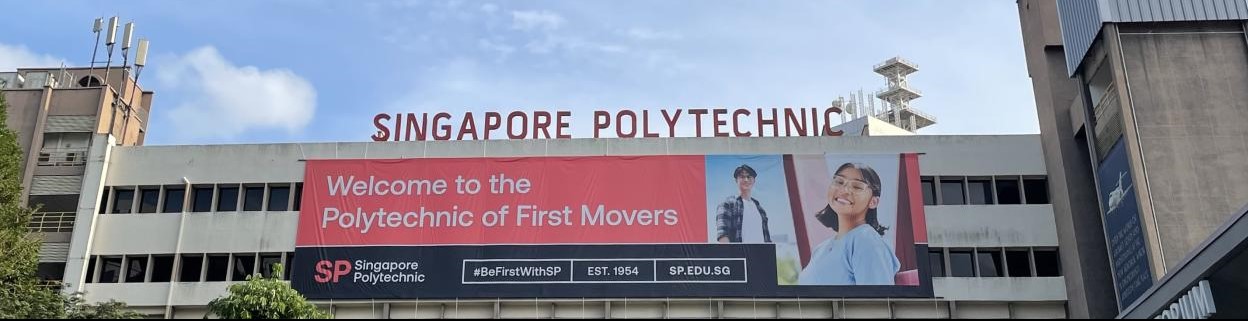 SINGAPORE POLYTECHNIC
Welcome to the
Polytechnic of First Movers
SP Singapore
Polytechnic
#BeFirstWithSP
EST. 1954
SP.EDU.SG